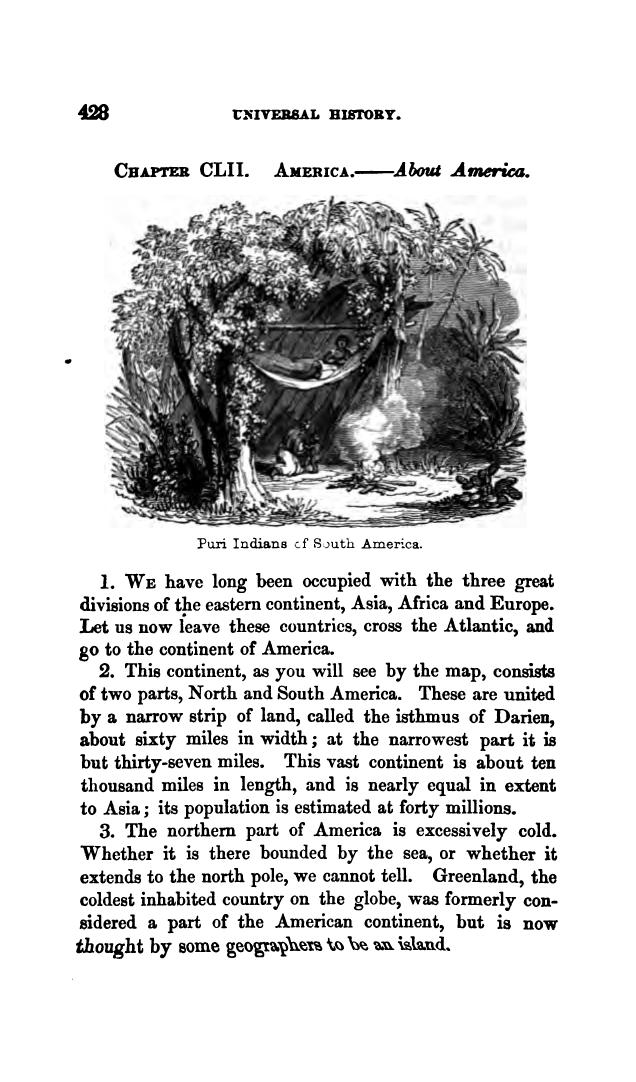 428 UNIVERSAL HISTORY.
CHAPTER CLII. AMERICA.——About America.
Puri Indians of South America.
1. WE have long been occupied with the three great
divisions of the eastern continent, Asia, Africa and Europe.
Let us now leave these countries, cross the Atlantic, and
go to the continent of America.
2. This continent, as you will see by the map, consists
of two parts, North and South America. These are united
by a narrow strip of land, called the isthmus of Darien,
about sixty miles in width; at the narrowest part it is
but thirty-seven miles. This vast continent is about ten
thousand miles in length, and is nearly equal in extent
to Asia; its population is estimated at forty millions.
3. The northern part of America is excessively cold.
Whether it is there bounded by the sea, or whether it
extends to the north pole, we cannot tell. Greenland, the
coldest inhabited country on the globe, was formerly con-
sidered a part of the American continent, but is now
thought by some geographers to be an island.